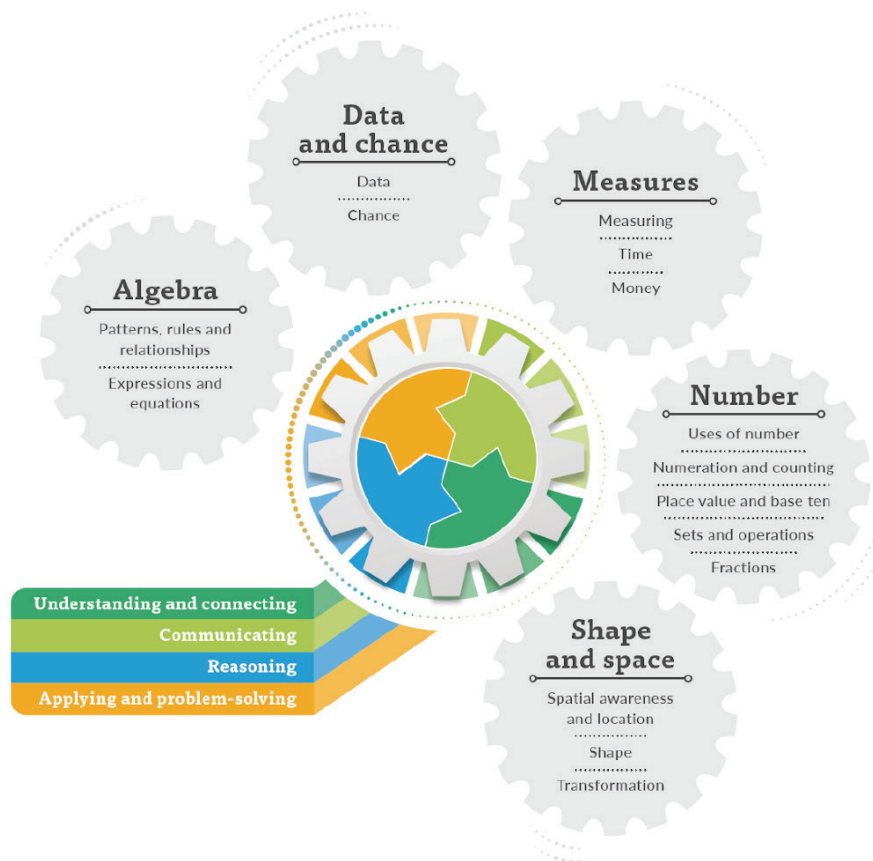 Data
and chance
Data
Chance
Measures
Measuring
Time
Money
Algebra
Patterns, rules and
relationships
Expressions and
equations
Number
Uses of number
Numeration and counting
Place value and base ten
Sets and operations
Fractions
Understanding and connecting
Communicating
Reasoning
Applying and problem-solving
Shape
and space
Spatial awareness
and location
Shape
Transformation